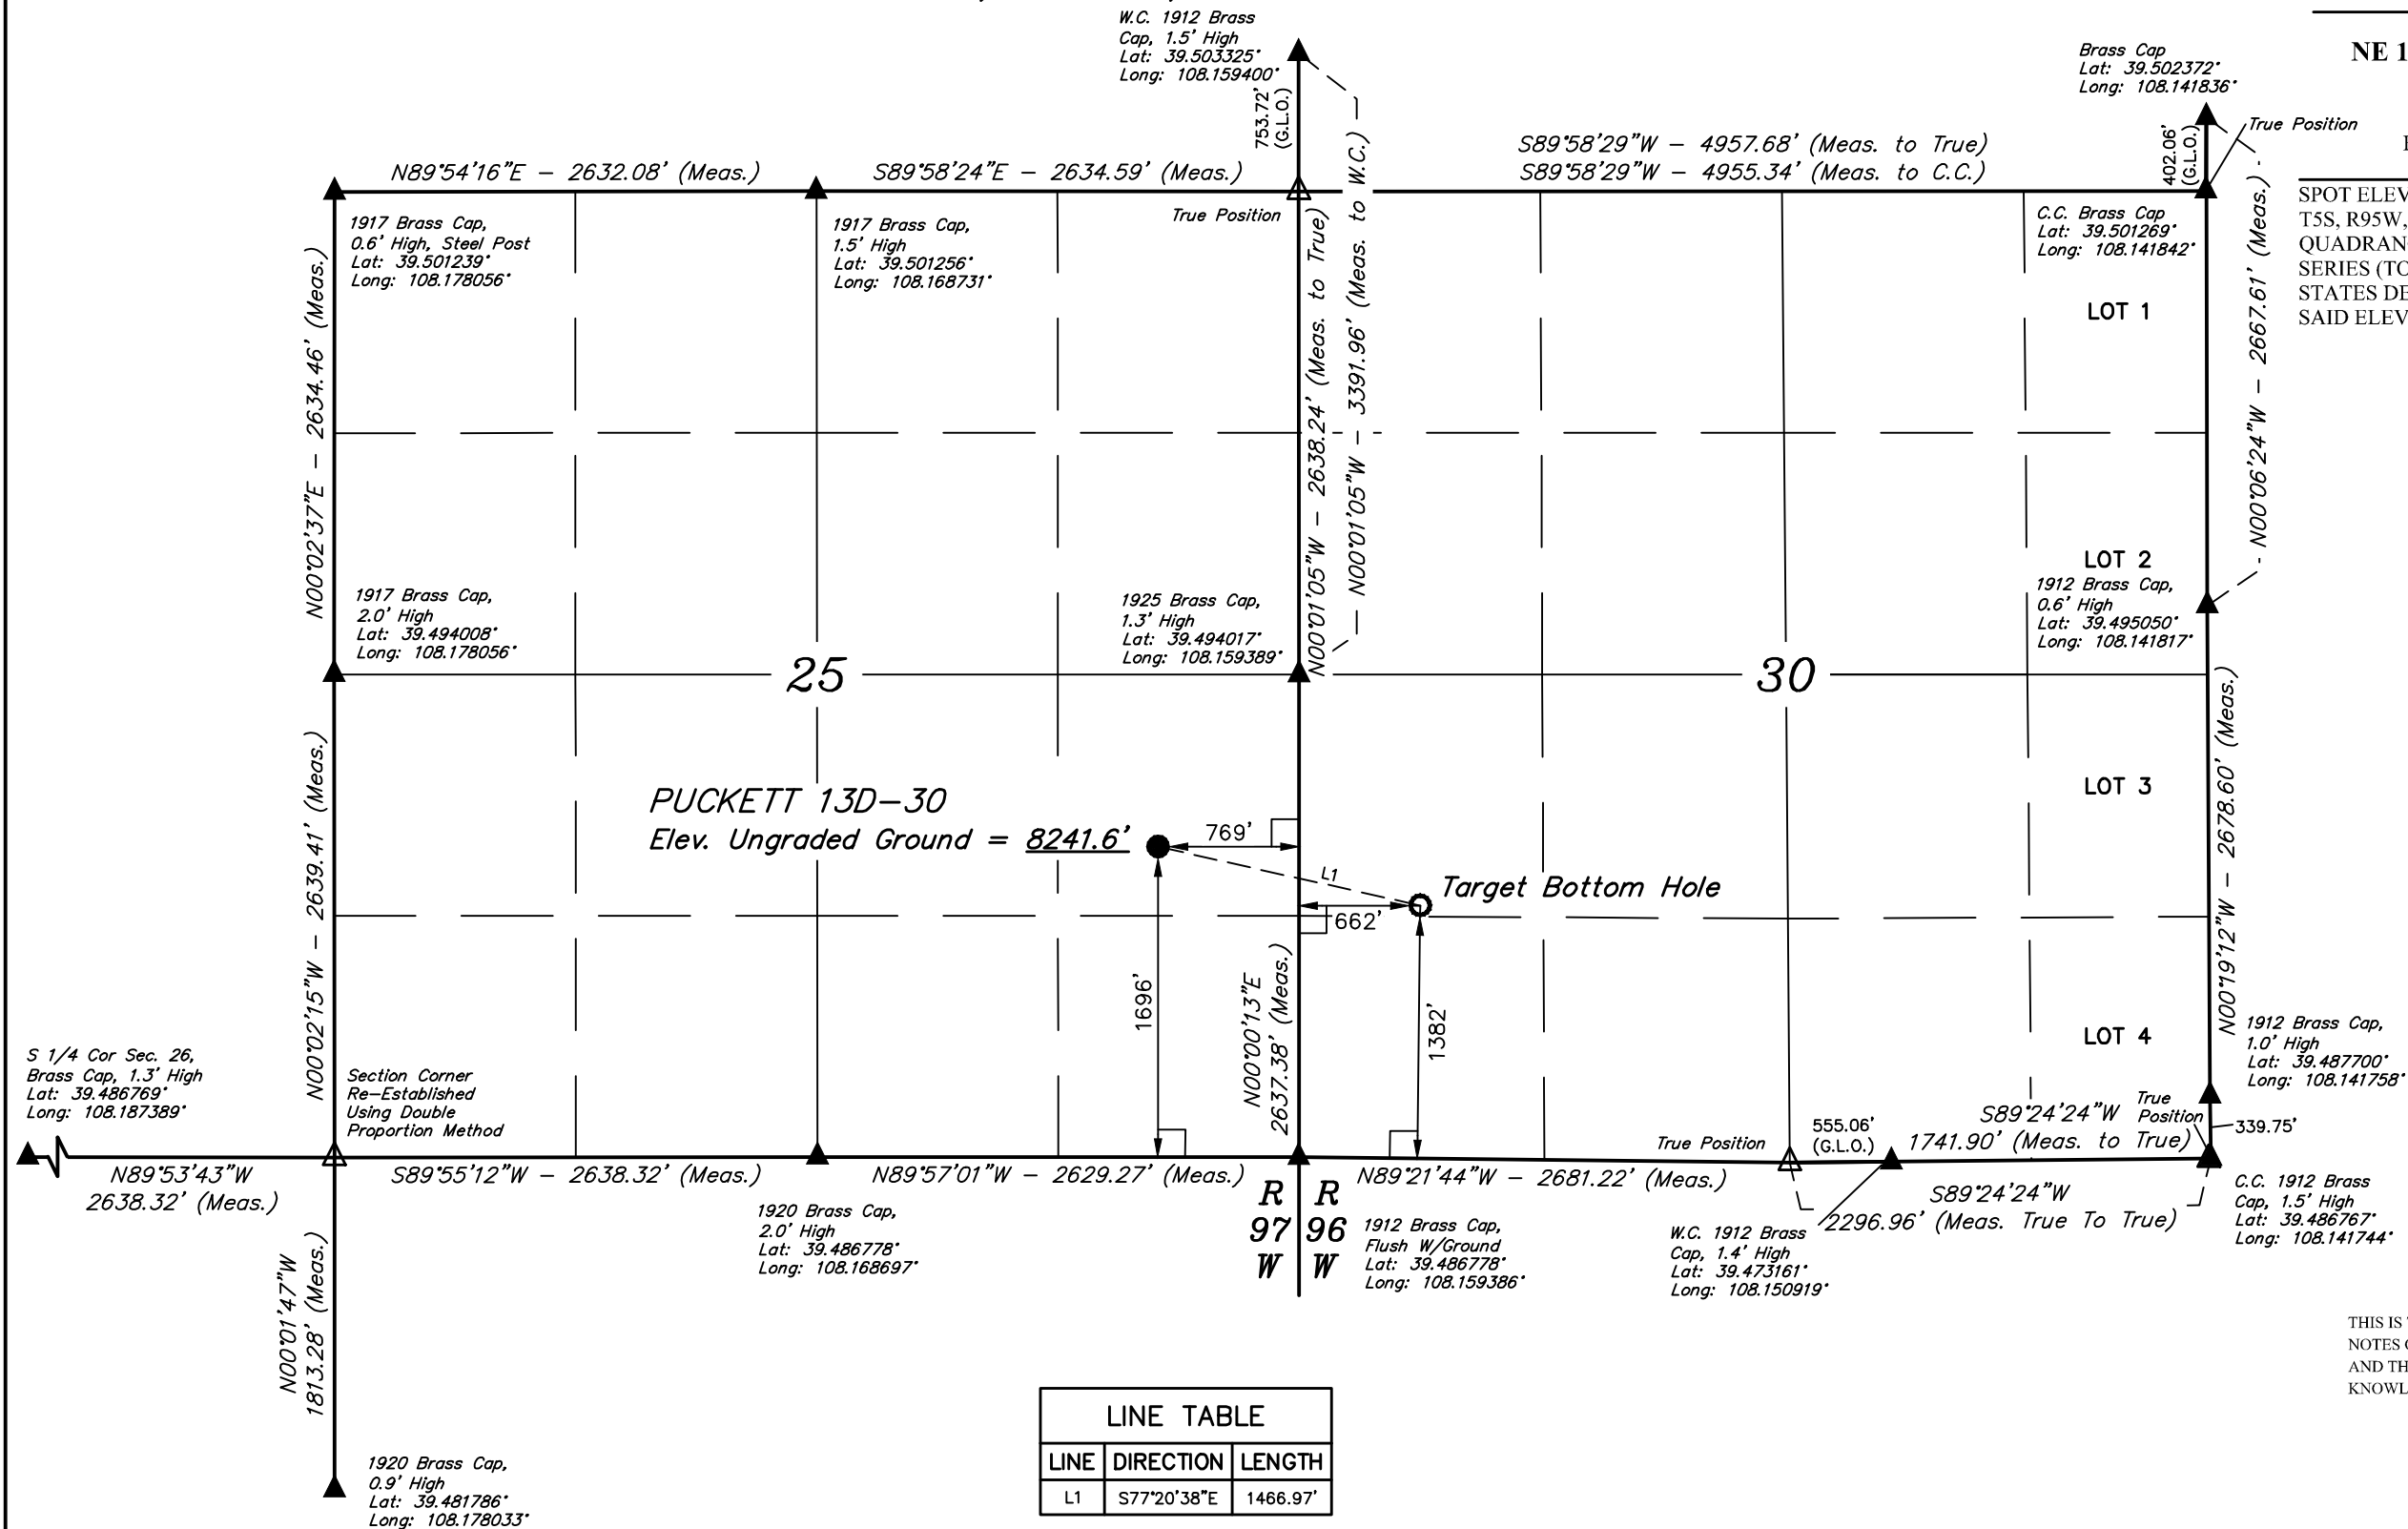 W.C. 1912 Brass
Cap, 1.5' High
Lat: 39.503325°
Long: 108.159400°
753.72'
(G.L.O.)
Brass Cap
Lat: 39.502372°
Long: 108.141836°
NE 1
True Position
402.06'
(G.L.O.)
N89°54'16"E – 2632.08' (Meas.)
S89°58'24"E – 2634.59' (Meas.)
S89°58'29"W – 4957.68' (Meas. to True)
S89°58'29"W – 4955.34' (Meas. to C.C.)
SPOT ELEV
T5S, R95W,
QUADRAN
SERIES (TO
STATES DE
SAID ELEV
1917 Brass Cap,
0.6' High, Steel Post
Lat: 39.501239°
Long: 108.178056°
1917 Brass Cap,
1.5' High
Lat: 39.501256°
Long: 108.168731°
True Position
C.C. Brass Cap
Lat: 39.501269°
Long: 108.141842°
LOT 1
N00°02'37"E – 2634.46' (Meas.)
N00°01'05"W – 2638.24' (Meas. to True)
N00°01'05"W – 3391.96' (Meas. to W.C.)
N00°06'24"W – 2667.61' (Meas.)
LOT 2
1917 Brass Cap,
2.0' High
Lat: 39.494008°
Long: 108.178056°
1925 Brass Cap,
1.3' High
Lat: 39.494017°
Long: 108.159389°
1912 Brass Cap,
0.6' High
Lat: 39.495050°
Long: 108.141817°
25
30
LOT 3
PUCKETT 13D–30
Elev. Ungraded Ground = 8241.6'
769'
L1
Target Bottom Hole
662'
1696'
1382'
N00°02'15"W – 2639.41' (Meas.)
N00°00'13"E
2637.38' (Meas.)
N00°19'12"W – 2678.60' (Meas.)
LOT 4
1912 Brass Cap,
1.0' High
Lat: 39.487700°
Long: 108.141758°
S 1/4 Cor Sec. 26,
Brass Cap, 1.3' High
Lat: 39.486769°
Long: 108.187389°
Section Corner
Re–Established
Using Double
Proportion Method
True Position
555.06'
(G.L.O.)
S89°24'24"W
1741.90' (Meas. to True)
True
Position
339.75'
N89°53'43"W
2638.32' (Meas.)
S89°55'12"W – 2638.32' (Meas.)
N89°57'01"W – 2629.27' (Meas.)
N89°21'44"W – 2681.22' (Meas.)
S89°24'24"W
2296.96' (Meas. True To True)
C.C. 1912 Brass
Cap, 1.5' High
Lat: 39.486767°
Long: 108.141744°
1920 Brass Cap,
2.0' High
Lat: 39.486778°
Long: 108.168697°
R R
97 96
W W
1912 Brass Cap,
Flush W/Ground
Lat: 39.486778°
Long: 108.159386°
W.C. 1912 Brass
Cap, 1.4' High
Lat: 39.473161°
Long: 108.150919°
N00°01'47"W
1813.28' (Meas.)
THIS IS
NOTES
AND TH
KNOWL
1920 Brass Cap,
0.9' High
Lat: 39.481786°
Long: 108.178033°
LINE TABLE
LINE DIRECTION LENGTH
L1 S77°20'38"E 1466.97'